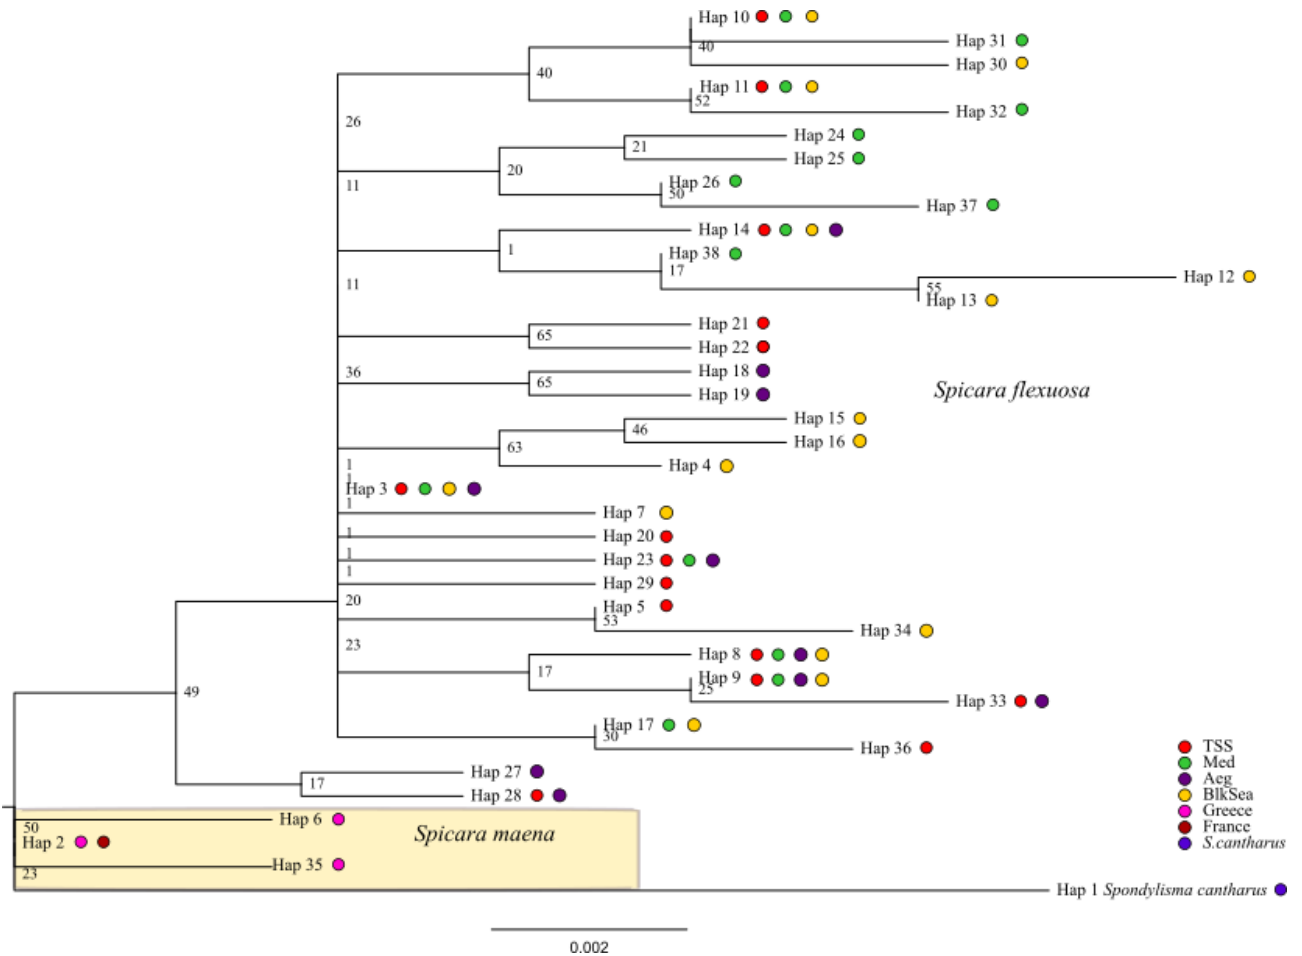 Hap 10
40
Hap 31
Hap 30
40
Hap 11
52
Hap 32
26
Hap 24
21
Hap 25
20
Hap 26
50
Hap 37
11
Hap 14
1
Hap 38
17
Hap 12
55
Hap 13
11
Hap 21
65
Hap 22
36
Hap 18
65
Hap 19
Spicara flexuosa
Hap 15
46
Hap 16
63
Hap 4
1
1
Hap 3
1
Hap 7
1
Hap 20
1
Hap 23
1
Hap 29
20
Hap 5
53
Hap 34
23
Hap 8
17
Hap 9
25
Hap 33
49
Hap 17
30
Hap 36
Hap 27
17
Hap 28
Hap 6
50
Hap 2
Spicara maena
Hap 35
23
Hap 1 Spondylisma cantharus
TSS
Med
Aeg
BlkSea
Greece
France
S.cantharus
0.002